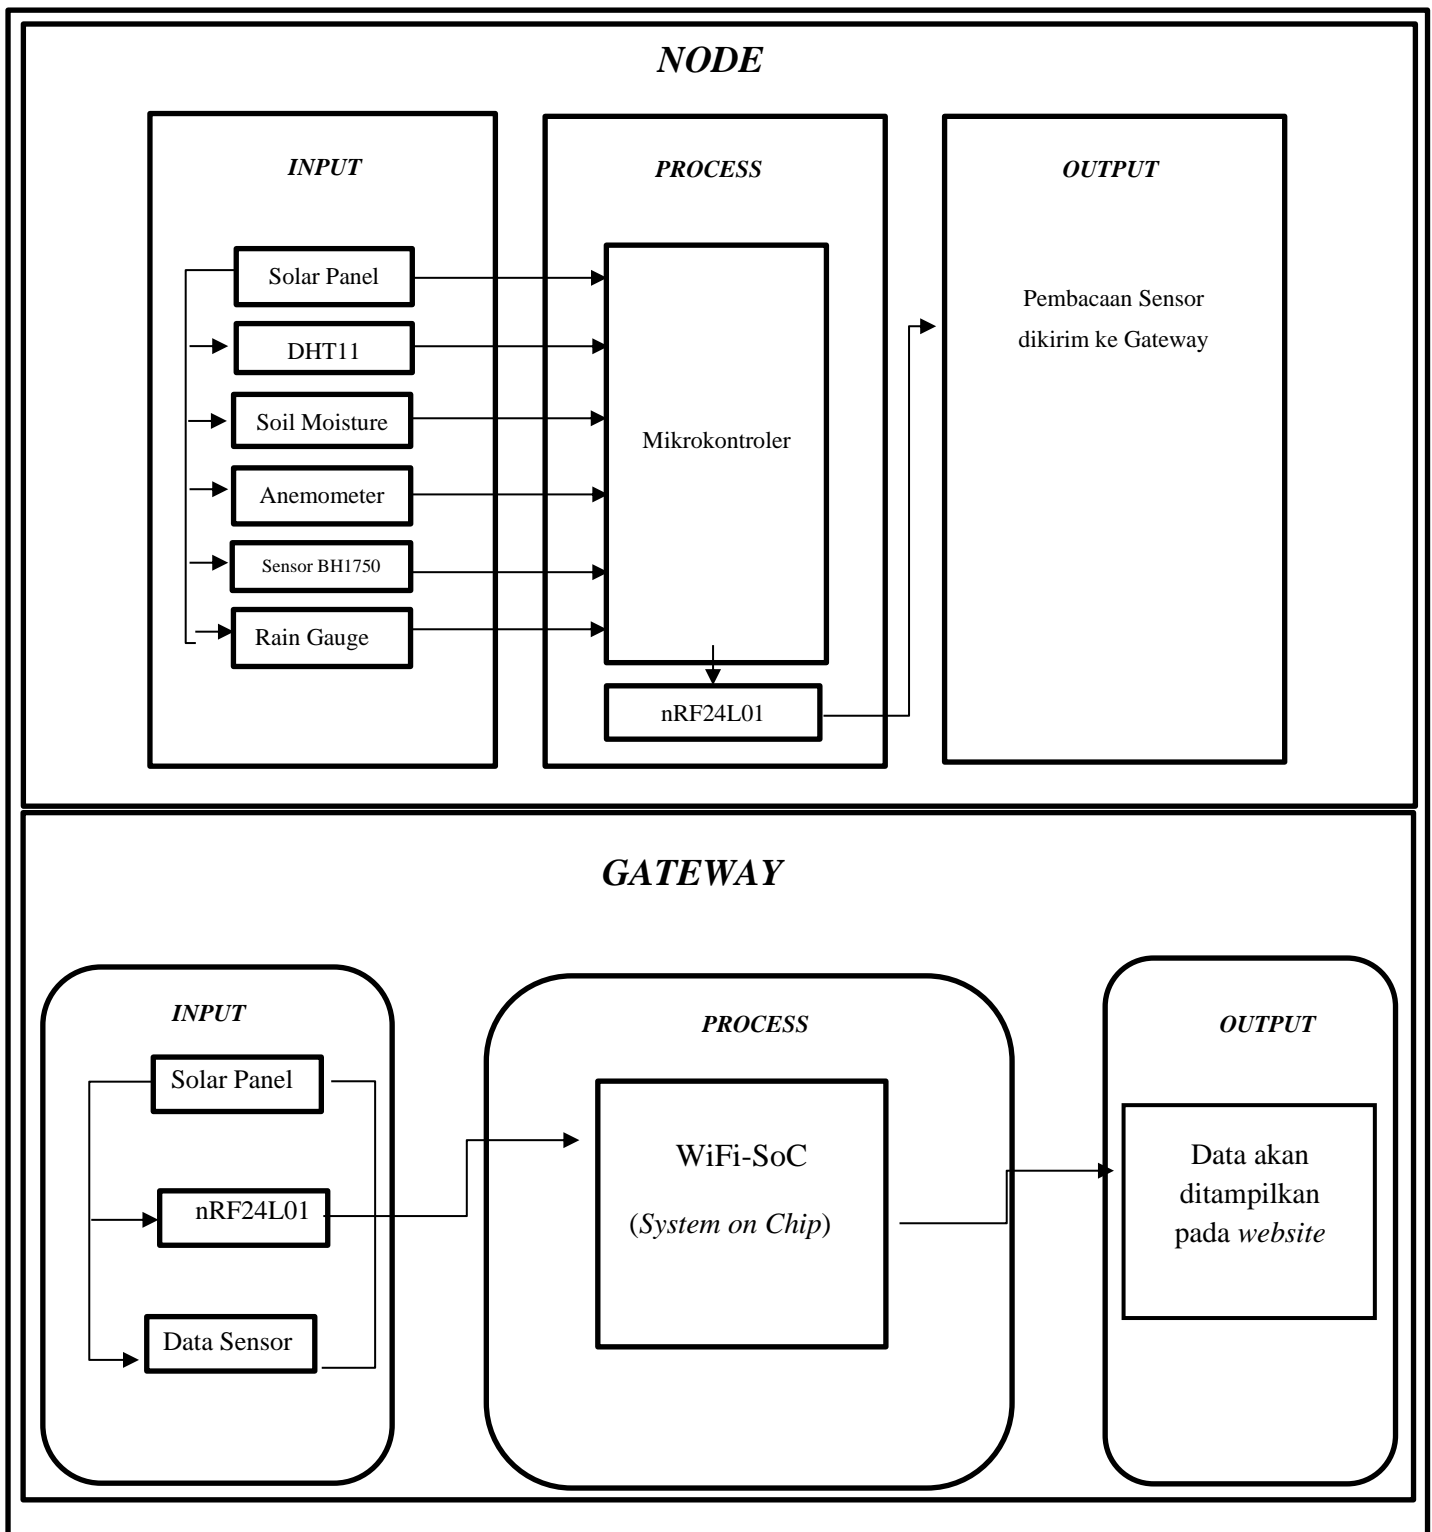 NODE
INPUT
Solar Panel
DHT11
Soil Moisture
Anemometer
Sensor BH1750
Rain Gauge
PROCESS
Mikrokontroler
nRF24L01
OUTPUT
Pembacaan Sensor
dikirim ke Gateway
GATEWAY
INPUT
Solar Panel
nRF24L01
Data Sensor
PROCESS
WiFi-SoC
(System on Chip)
OUTPUT
Data akan
ditampilkan
pada website